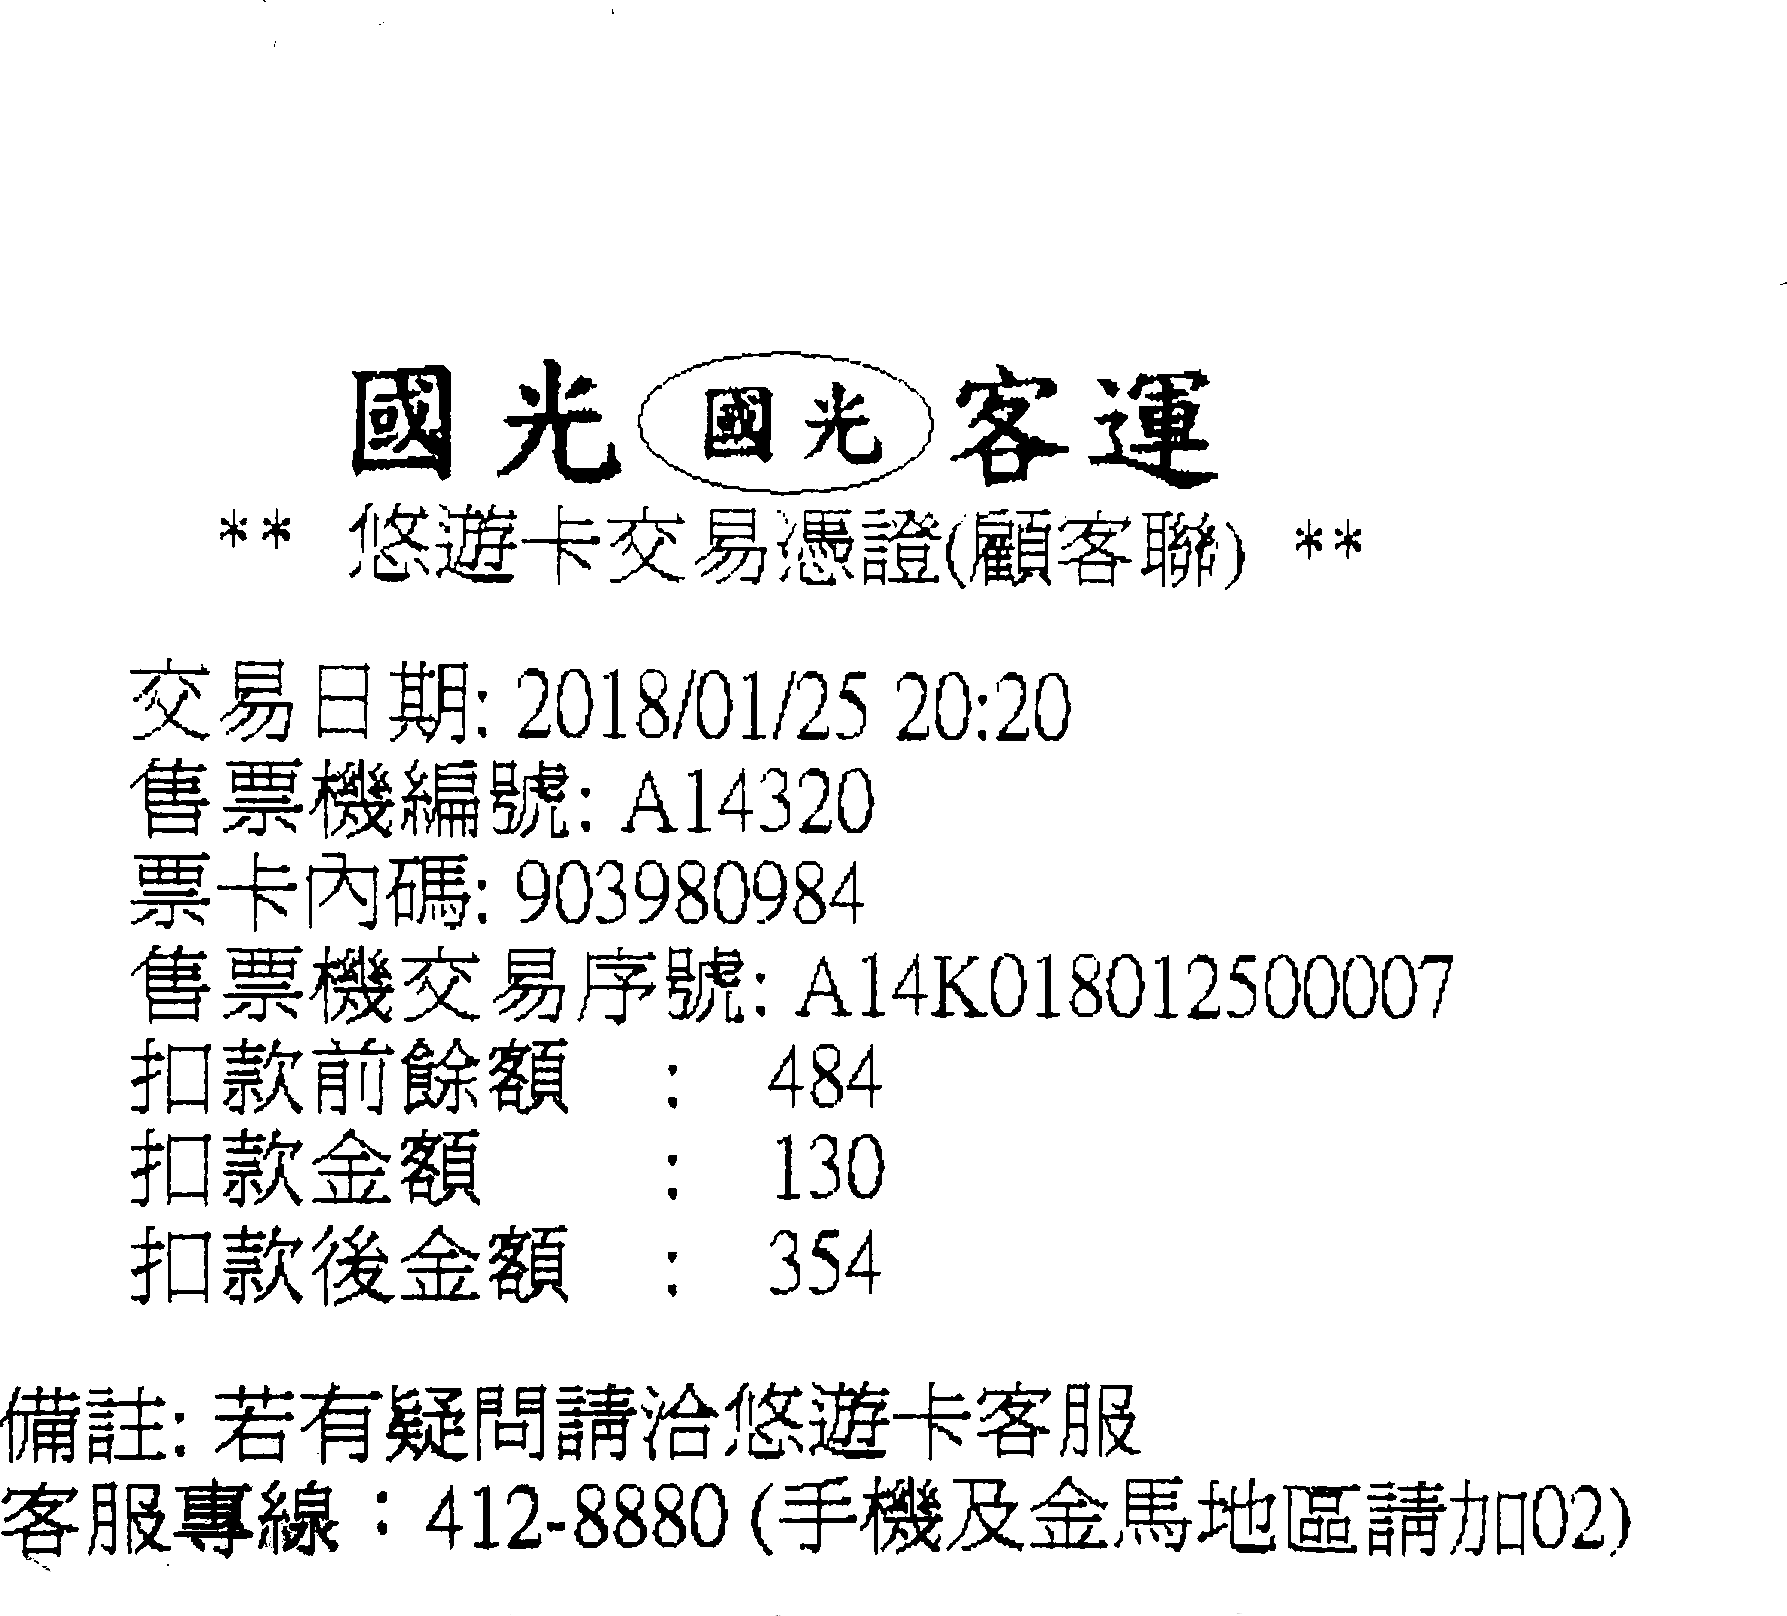 國光 國光 客運
** 悠遊卡交易憑證(顧客聯) **
交易日期: 2018/01/25 20:20
售票機編號: A14320
票卡內碼: 903980984
售票機交易序號: A14K018012500007
扣款前餘額 : 484
扣款金額 : 130
扣款後金額 : 354
備註: 若有疑問請洽悠遊卡客服
客服專線：412-8880 (手機及金馬地區請加02)